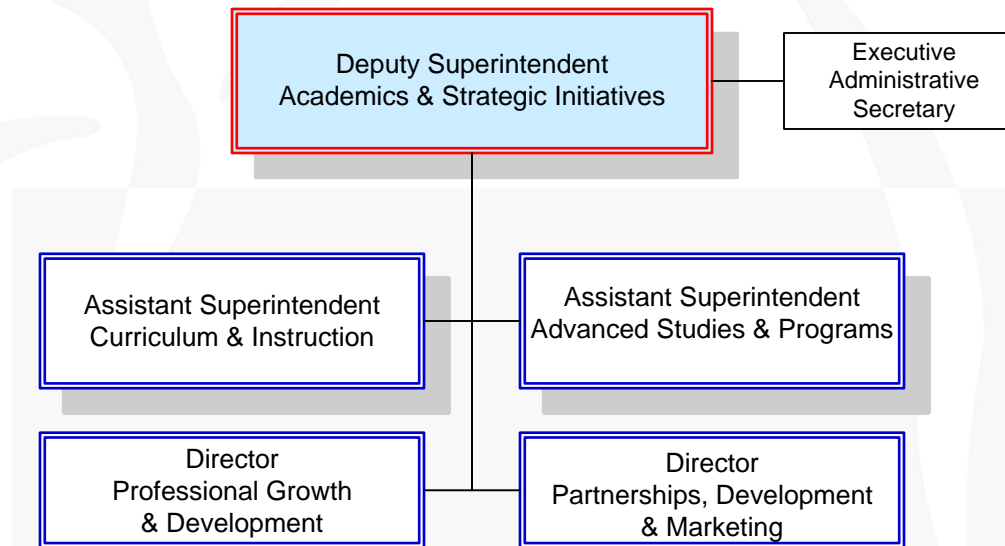 Deputy Superintendent
Academics & Strategic Initiatives
Executive
Administrative
Secretary
Assistant Superintendent
Curriculum & Instruction
Assistant Superintendent
Advanced Studies & Programs
Director
Professional Growth
& Development
Director
Partnerships, Development
& Marketing